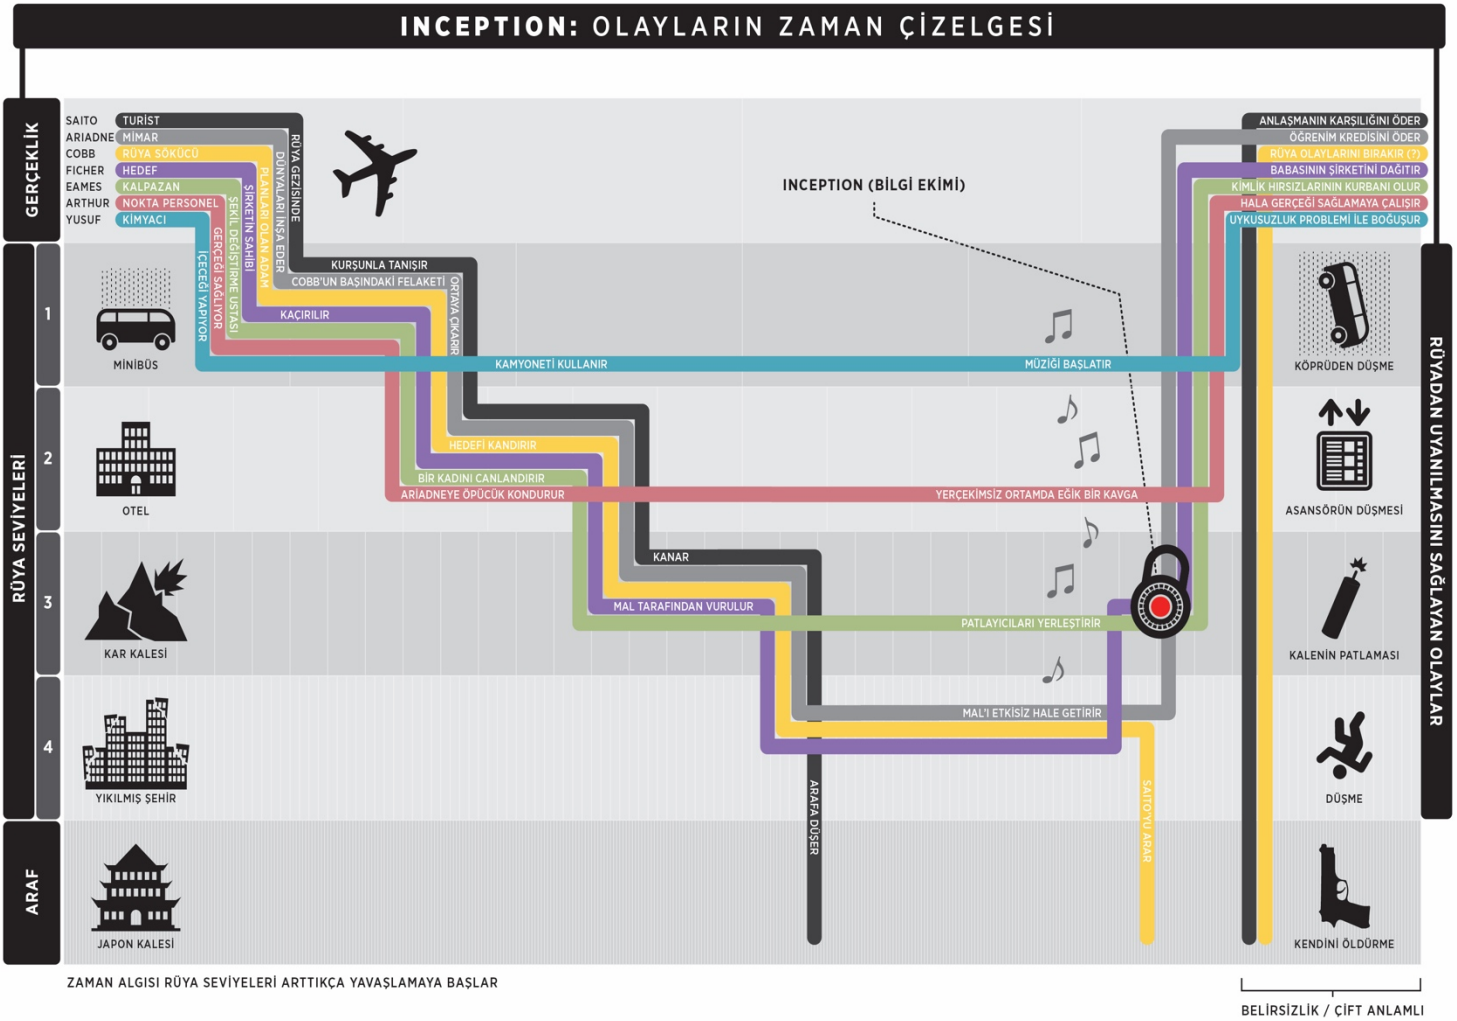 INCEPTION: OLAYLARIN ZAMAN ÇİZELGESİ
GERÇEKLİK
SAITO TURİST
ARIADNE MİMAR
COBB RÜYA SÖKÜCÜ
FICHER HEDEF
EAMES KALPAZAN
ARTHUR NOKTA PERSONEL
YUSUF KİMYACI
RÜYA GEZİSİNDE
DÜNYALARI İNŞA EDER
PLANLARI OLAN ADAM
ŞİRKETİN SAHİBİ
ŞEKİL DEĞİŞTİRME USTASI
GERÇEĞİ SAĞLIYOR
İÇECEĞİ YAPIYOR
INCEPTION (BİLGİ EKİMİ)
ANLAŞMANIN KARŞILIĞINI ÖDER
ÖĞRENİM KREDİSİNİ ÖDER
RÜYA OLAYLARINI BIRAKIR (?)
BABASININ ŞİRKETİNİ DAĞITIR
KİMLİK HIRSIZLARININ KURBANI OLUR
HALA GERÇEĞİ SAĞLAMAYA ÇALIŞIR
UYKUSUZLUK PROBLEMİ İLE BOĞUŞUR
RÜYA SEVİYELERİ
1
MİNİBÜS
KURŞUNLA TANIŞIR
COBB'UN BAŞINDAKİ FELAKETİ
ORTAYA ÇIKARIR
KAÇIRILIR
KAMYONETİ KULLANIR
MÜZİĞİ BAŞLATIR
KÖPRÜDEN DÜŞME
RÜYADAN UYANILMASINI SAĞLAYAN OLAYLAR
2
OTEL
HEDEFİ KANDIRIR
BİR KADINI CANLANDIRIR
ARIADNEYE ÖPÜCÜK KONDURUR
YERÇEKİMSİZ ORTAMDA EĞİK BİR KAVGA
ASANSÖRÜN DÜŞMESİ
3
KAR KALESİ
KANAR
MAL TARAFINDAN VURULUR
PATLAYICILARI YERLEŞTİRİR
KALENİN PATLAMASI
4
YIKILMIŞ ŞEHİR
MAL'I ETKİSİZ HALE GETİRİR
ARAFA DÜŞER
SAITO'YU ARAR
DÜŞME
ARAF
JAPON KALESİ
KENDİNİ ÖLDÜRME
ZAMAN ALGISI RÜYA SEVİYELERİ ARTTIKÇA YAVAŞLAMAYA BAŞLAR
BELİRSİZLİK / ÇİFT ANLAMLI